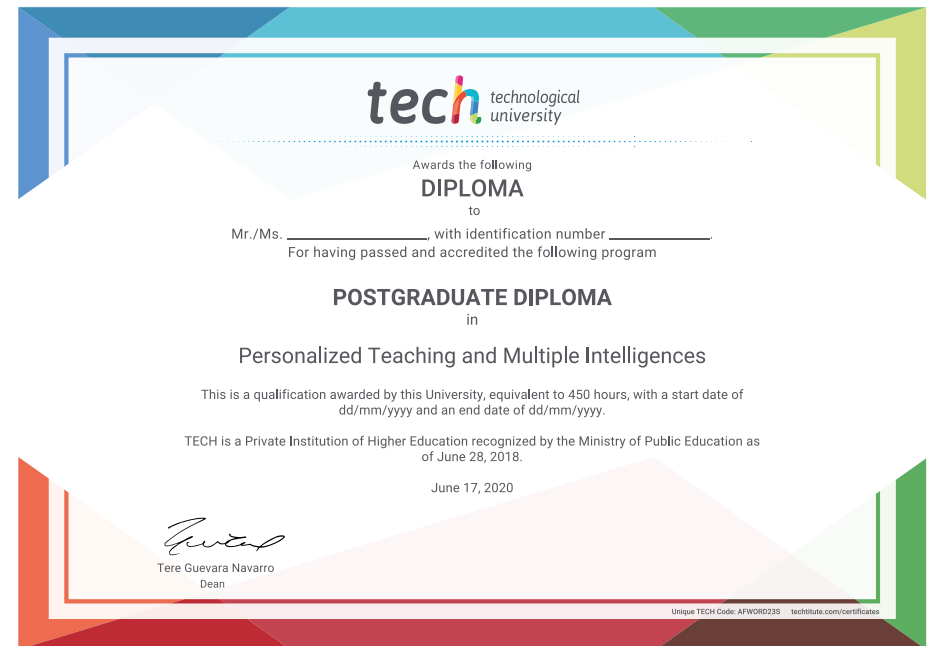 tech technological
university
Awards the following
DIPLOMA
to
Mr./Ms. ____________________, with identification number ______________.
For having passed and accredited the following program
POSTGRADUATE DIPLOMA
in
Personalized Teaching and Multiple Intelligences
This is a qualification awarded by this University, equivalent to 450 hours, with a start date of
dd/mm/yyyy and an end date of dd/mm/yyyy.
TECH is a Private Institution of Higher Education recognized by the Ministry of Public Education as
of June 28, 2018.
June 17, 2020
Tere Guevara Navarro
Dean
Unique TECH Code: AFWORD23S techtitute.com/certificates